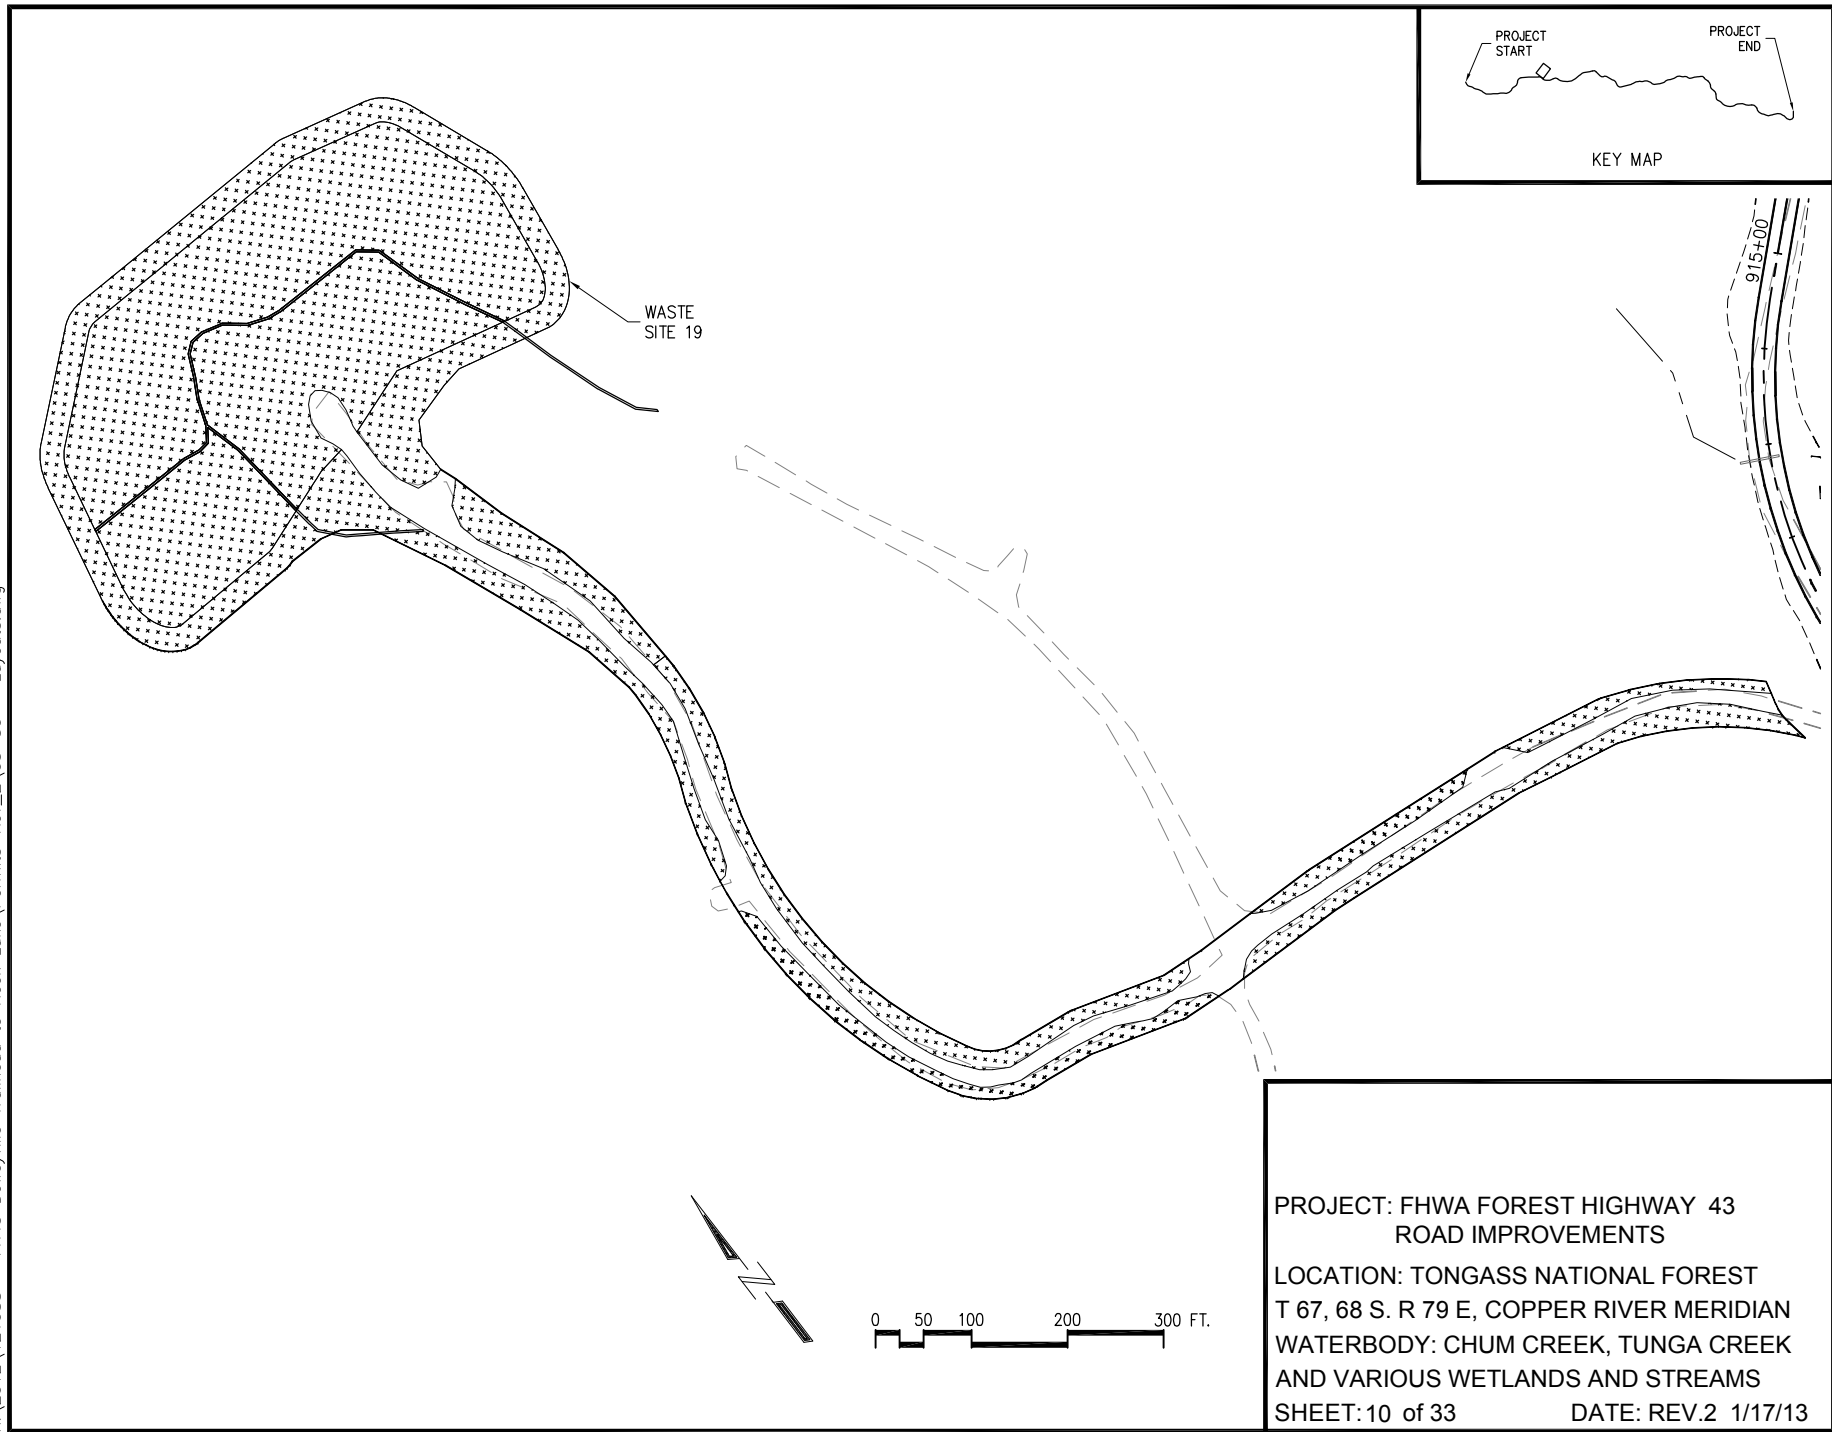 PROJECT
START
PROJECT
END
KEY MAP
915+00
WASTE
SITE 19
0 50 100 200 300 FT.
PROJECT: FHWA FOREST HIGHWAY 43
ROAD IMPROVEMENTS
LOCATION: TONGASS NATIONAL FOREST
T 67, 68 S. R 79 E, COPPER RIVER MERIDIAN
WATERBODY: CHUM CREEK, TUNGA CREEK
AND VARIOUS WETLANDS AND STREAMS
SHEET: 10 of 33 DATE: REV.2 1/17/13